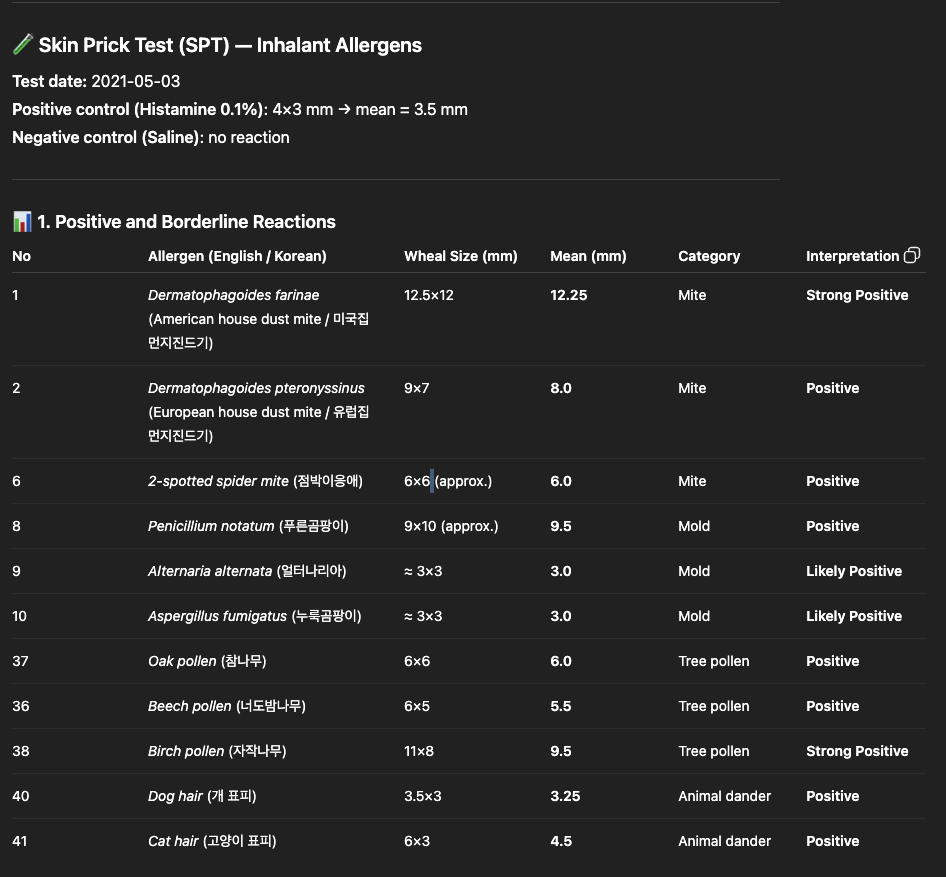 🧪 Skin Prick Test (SPT) — Inhalant Allergens
Test date: 2021-05-03
Positive control (Histamine 0.1%): 4×3 mm → mean = 3.5 mm
Negative control (Saline): no reaction
📊 1. Positive and Borderline Reactions
No Allergen (English / Korean) Wheal Size (mm) Mean (mm) Category Interpretation
1 Dermatophagoides farinae 12.5×12 12.25 Mite Strong Positive
(American house dust mite / 미국집
먼지진드기)
2 Dermatophagoides pteronyssinus 9×7 8.0 Mite Positive
(European house dust mite / 유럽집
먼지진드기)
6 2-spotted spider mite (점박이응애) 6×6 (approx.) 6.0 Mite Positive
8 Penicillium notatum (푸른곰팡이) 9×10 (approx.) 9.5 Mold Positive
9 Alternaria alternata (얼터나리아) ≈ 3×3 3.0 Mold Likely Positive
10 Aspergillus fumigatus (누룩곰팡이) ≈ 3×3 3.0 Mold Likely Positive
37 Oak pollen (참나무) 6×6 6.0 Tree pollen Positive
36 Beech pollen (너도밤나무) 6×5 5.5 Tree pollen Positive
38 Birch pollen (자작나무) 11×8 9.5 Tree pollen Strong Positive
40 Dog hair (개 표피) 3.5×3 3.25 Animal dander Positive
41 Cat hair (고양이 표피) 6×3 4.5 Animal dander Positive